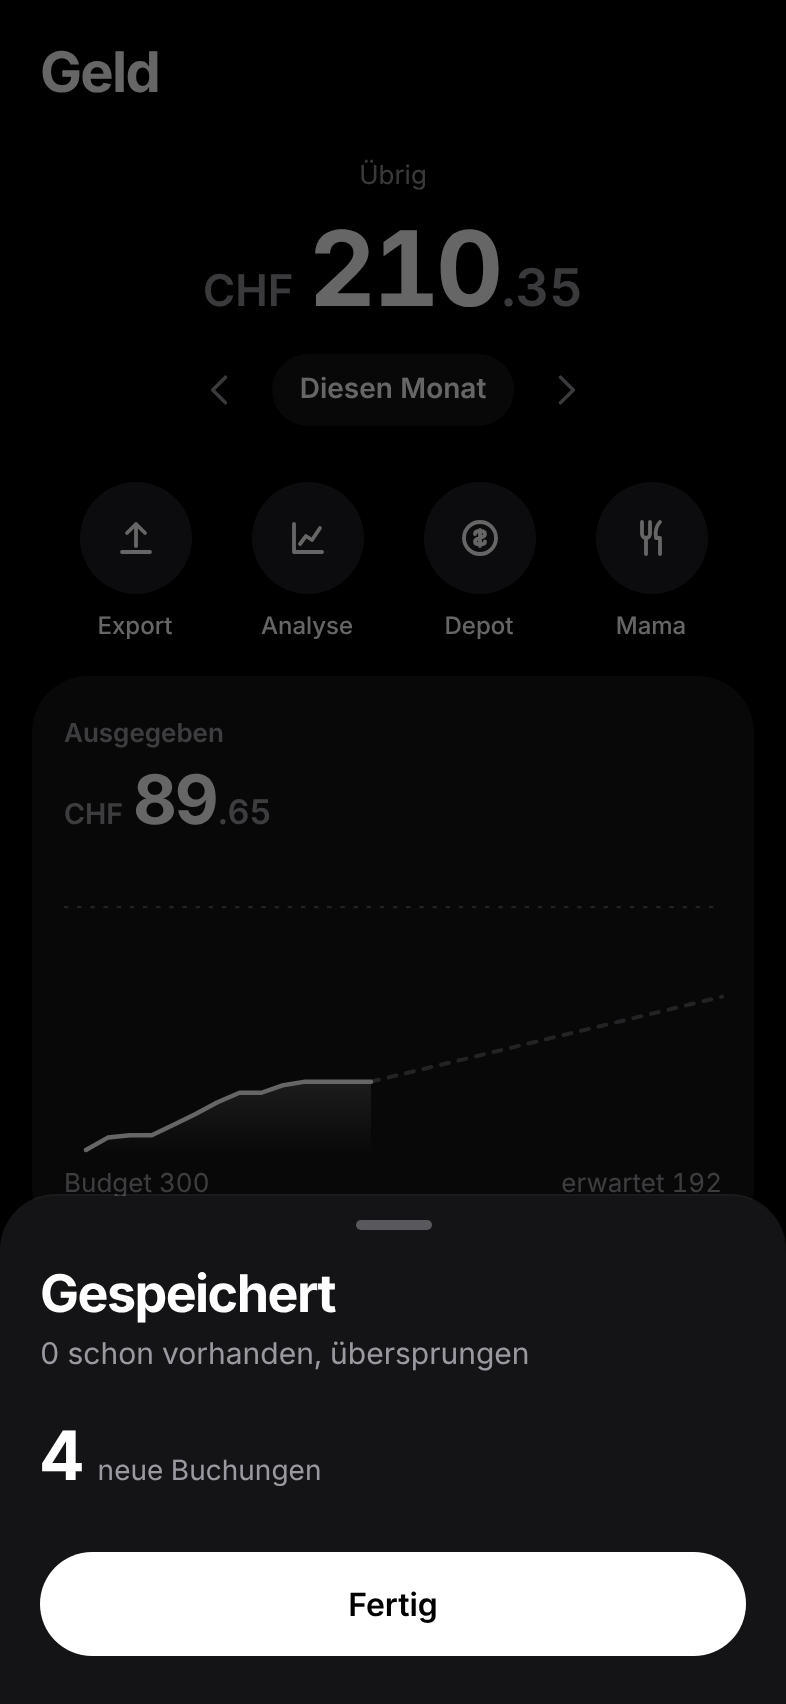 Geld
Übrig
CHF 210.35
Diesen Monat
Export Analyse Depot Mama
Ausgegeben
CHF 89.65
Budget 300 erwartet 192
Gespeichert
0 schon vorhanden, übersprungen
4 neue Buchungen
Fertig